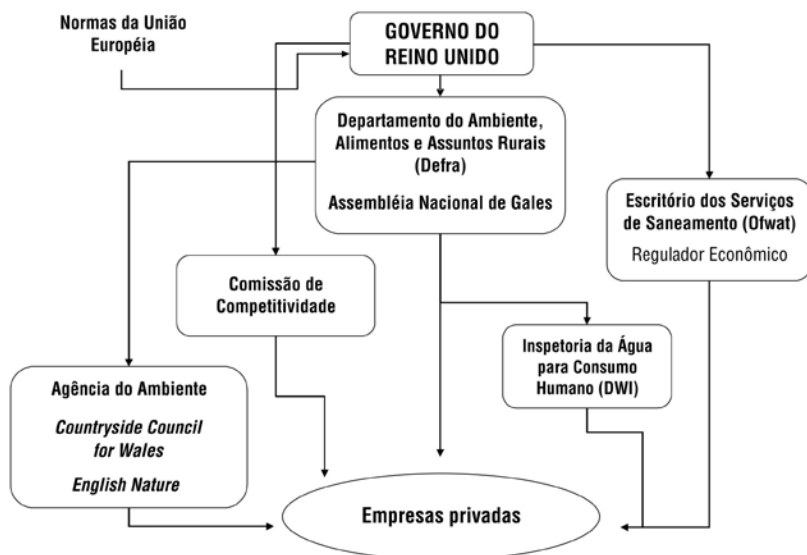 Normas da União
Européia
GOVERNO DO
REINO UNIDO
Departamento do Ambiente,
Alimentos e Assuntos Rurais
(Defra)
Assembléia Nacional de Gales
Escritório dos Serviços
de Saneamento (Ofwat)
Regulador Econômico
Comissão de
Competitividade
Inspetoria da Água
para Consumo
Humano (DWI)
Agência do Ambiente
Countryside Council
for Wales
English Nature
Empresas privadas